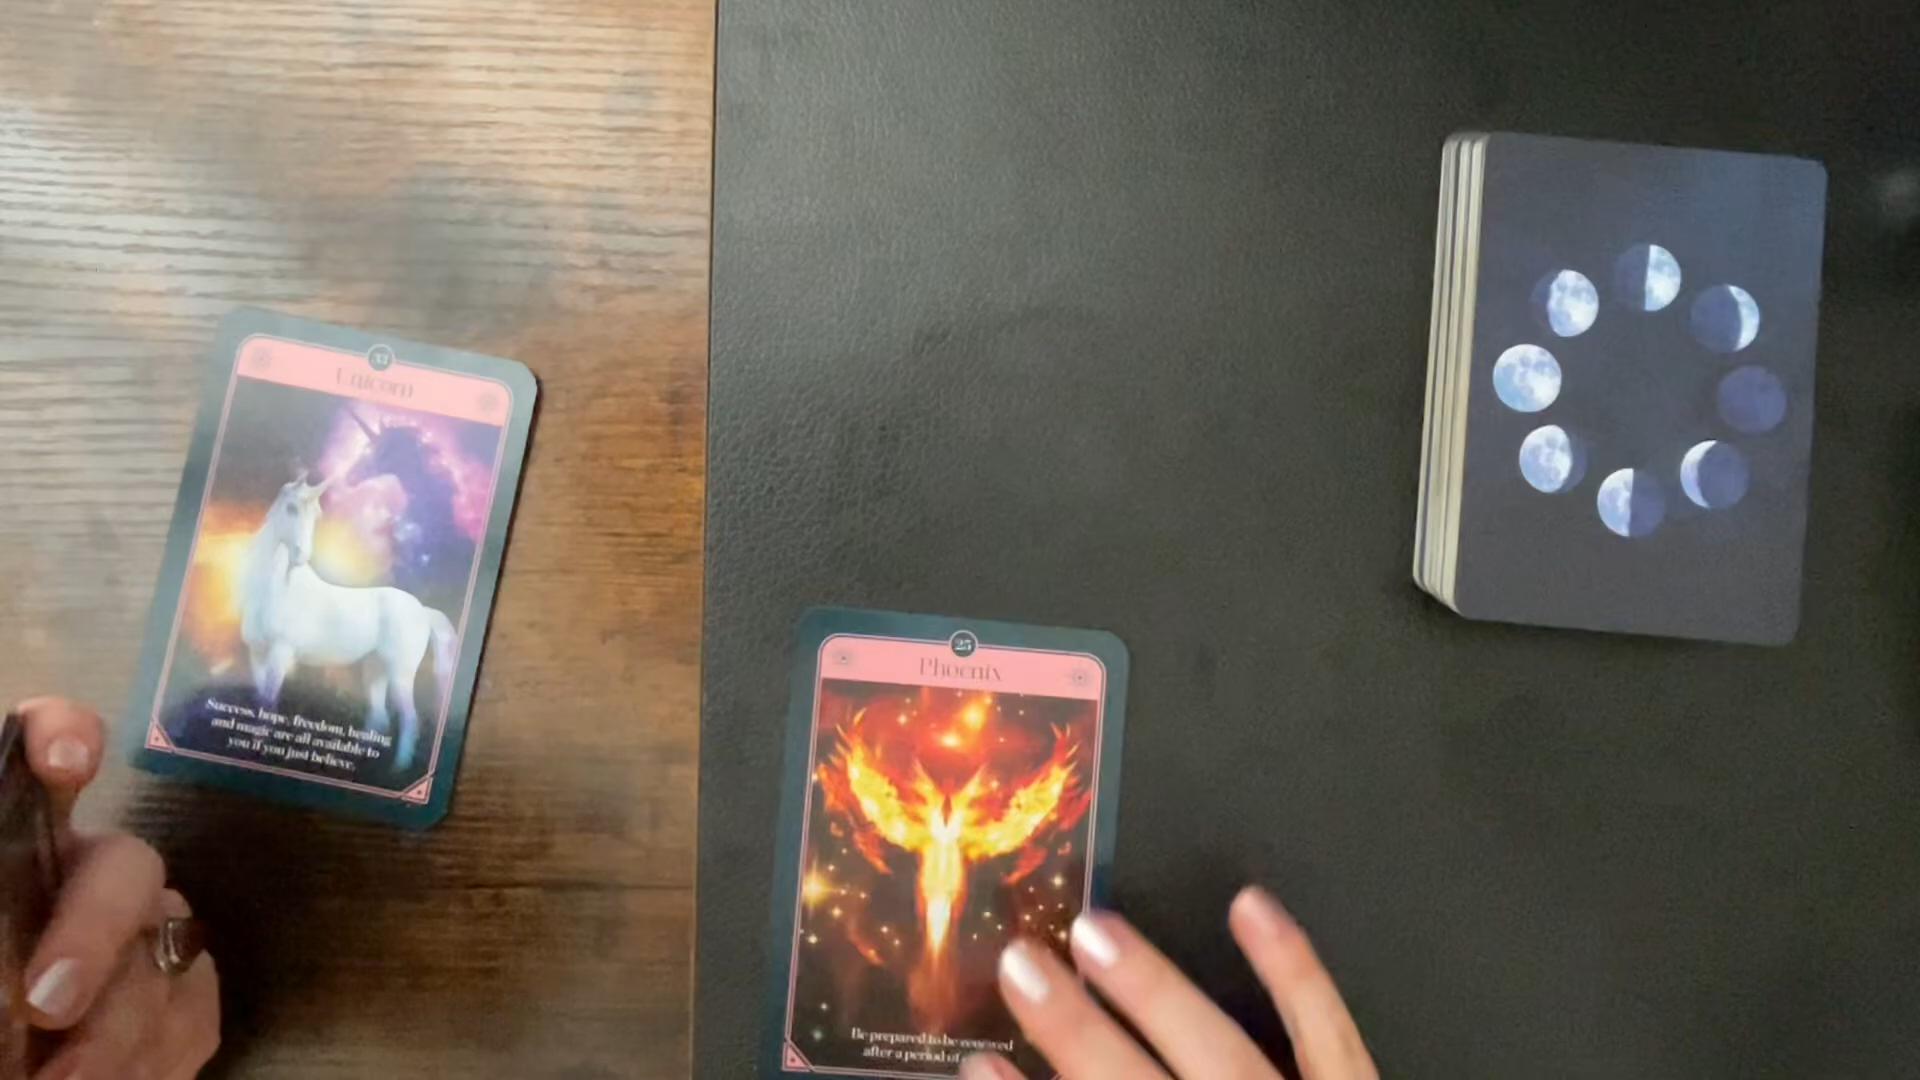 33
Unicorn
Success, hope, freedom, healing
and magic are all available to
you if you just believe.
25
Phoenix
Be prepared to be renewed
after a period of